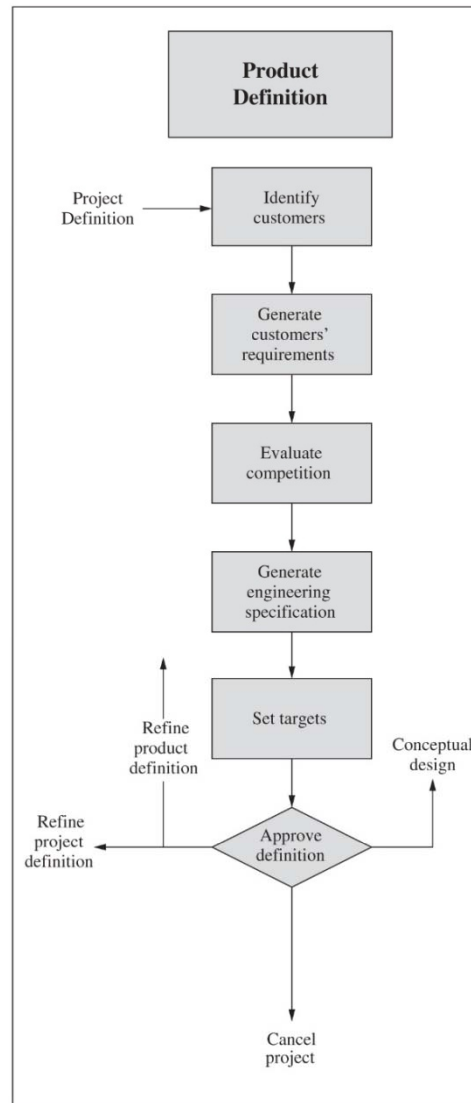 Product
Definition
Project
Definition
Identify
customers
Generate
customers’
requirements
Evaluate
competition
Generate
engineering
specification
Set targets
Refine
product
definition
Conceptual
design
Refine
project
definition
Approve
definition
Cancel
project